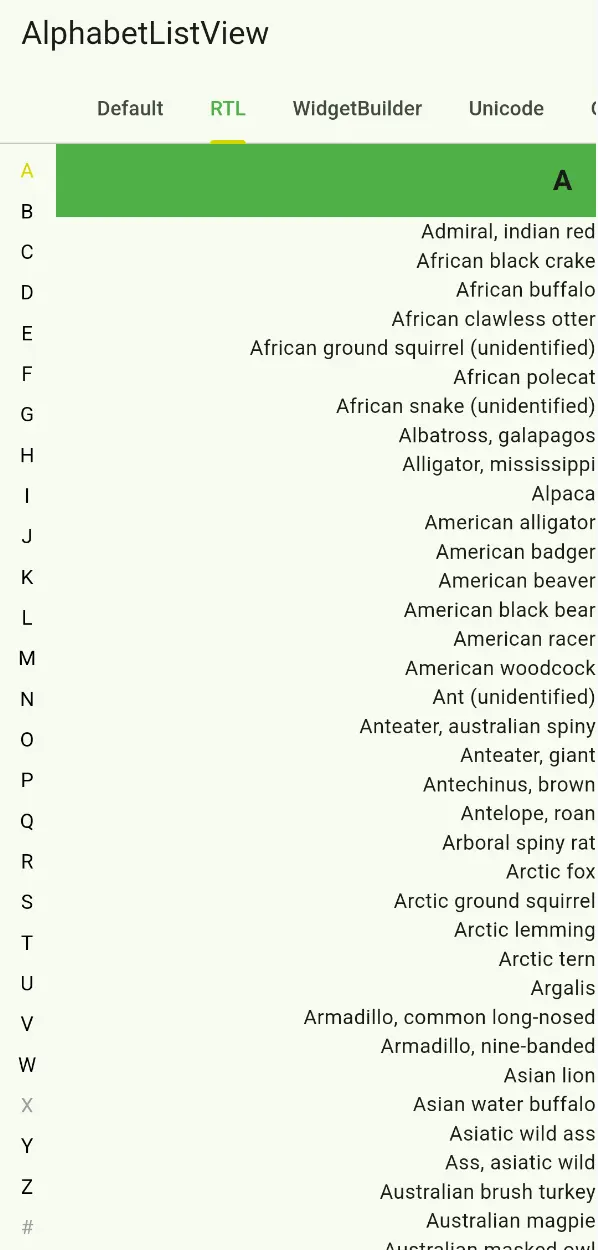 AlphabetListView
Default RTL WidgetBuilder Unicode
A
B
C
D
E
F
G
H
I
J
K
L
M
N
O
P
Q
R
S
T
U
V
W
X
Y
Z
#
A
Admiral, indian red
African black crake
African buffalo
African clawless otter
African ground squirrel (unidentified)
African polecat
African snake (unidentified)
Albatross, galapagos
Alligator, mississippi
Alpaca
American alligator
American badger
American beaver
American black bear
American racer
American woodcock
Ant (unidentified)
Anteater, australian spiny
Anteater, giant
Antechinus, brown
Antelope, roan
Arboral spiny rat
Arctic fox
Arctic ground squirrel
Arctic lemming
Arctic tern
Argalis
Armadillo, common long-nosed
Armadillo, nine-banded
Asian lion
Asian water buffalo
Asiatic wild ass
Ass, asiatic wild
Australian brush turkey
Australian magpie
Australian masked owl